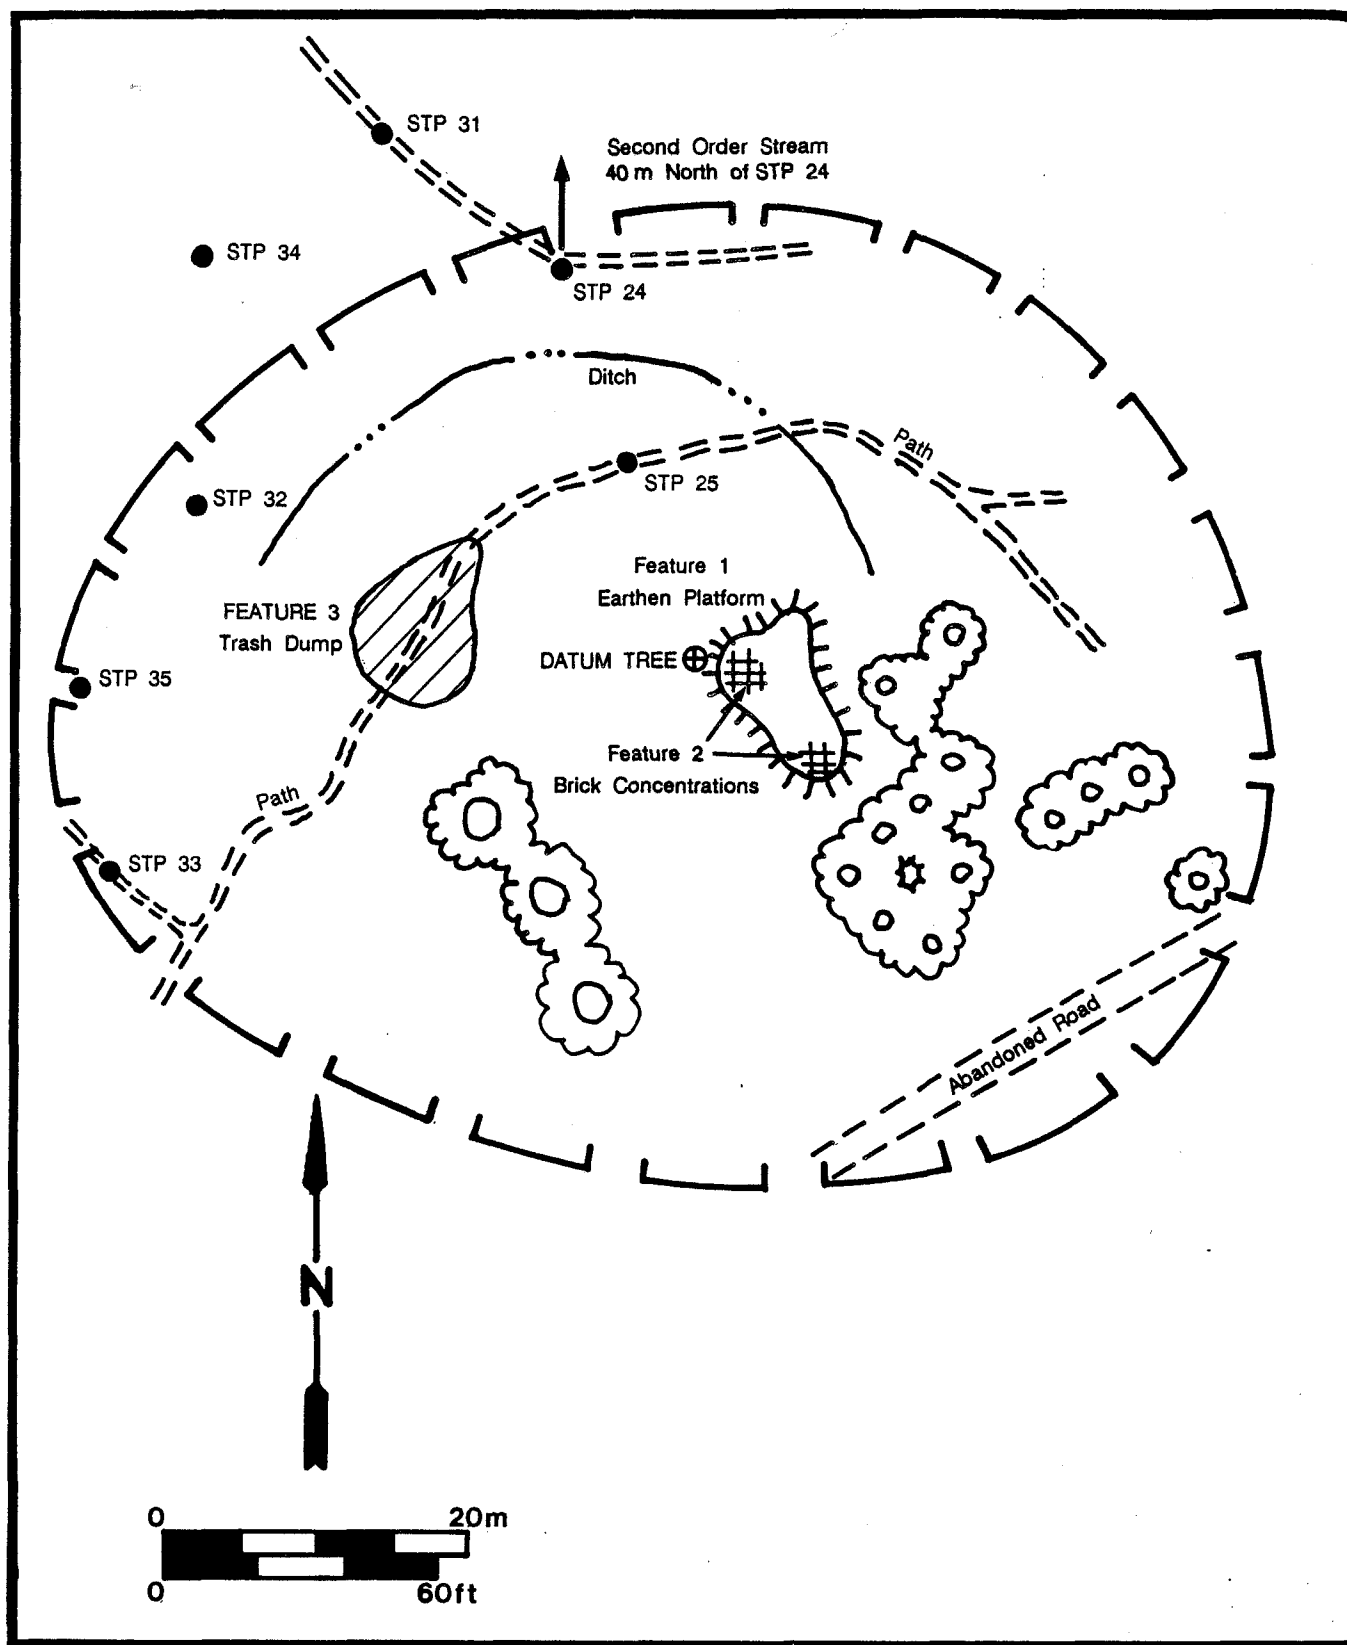 STP 31
Second Order Stream
40 m North of STP 24
STP 34
STP 24
Ditch
Path
STP 25
STP 32
Feature 1
Earthen Platform
FEATURE 3
Trash Dump
DATUM TREE
STP 35
Feature 2
Brick Concentrations
Path
STP 33
Abandoned Road
N
0 20m
0 60ft